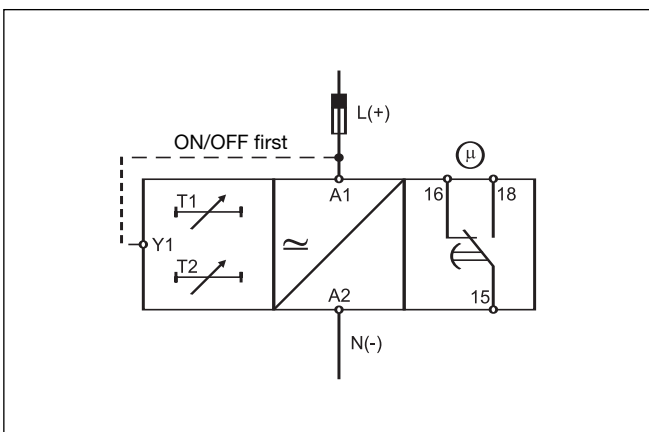 L(+)
ON/OFF first
μ
A1
16
18
T1
Y1
≃
T2
A2
15
N(-)